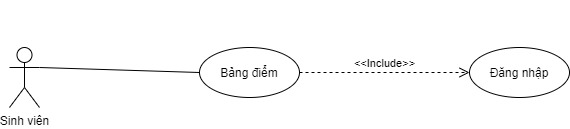 <<Include>>
Bảng điểm
Đăng nhập
Sinh viên